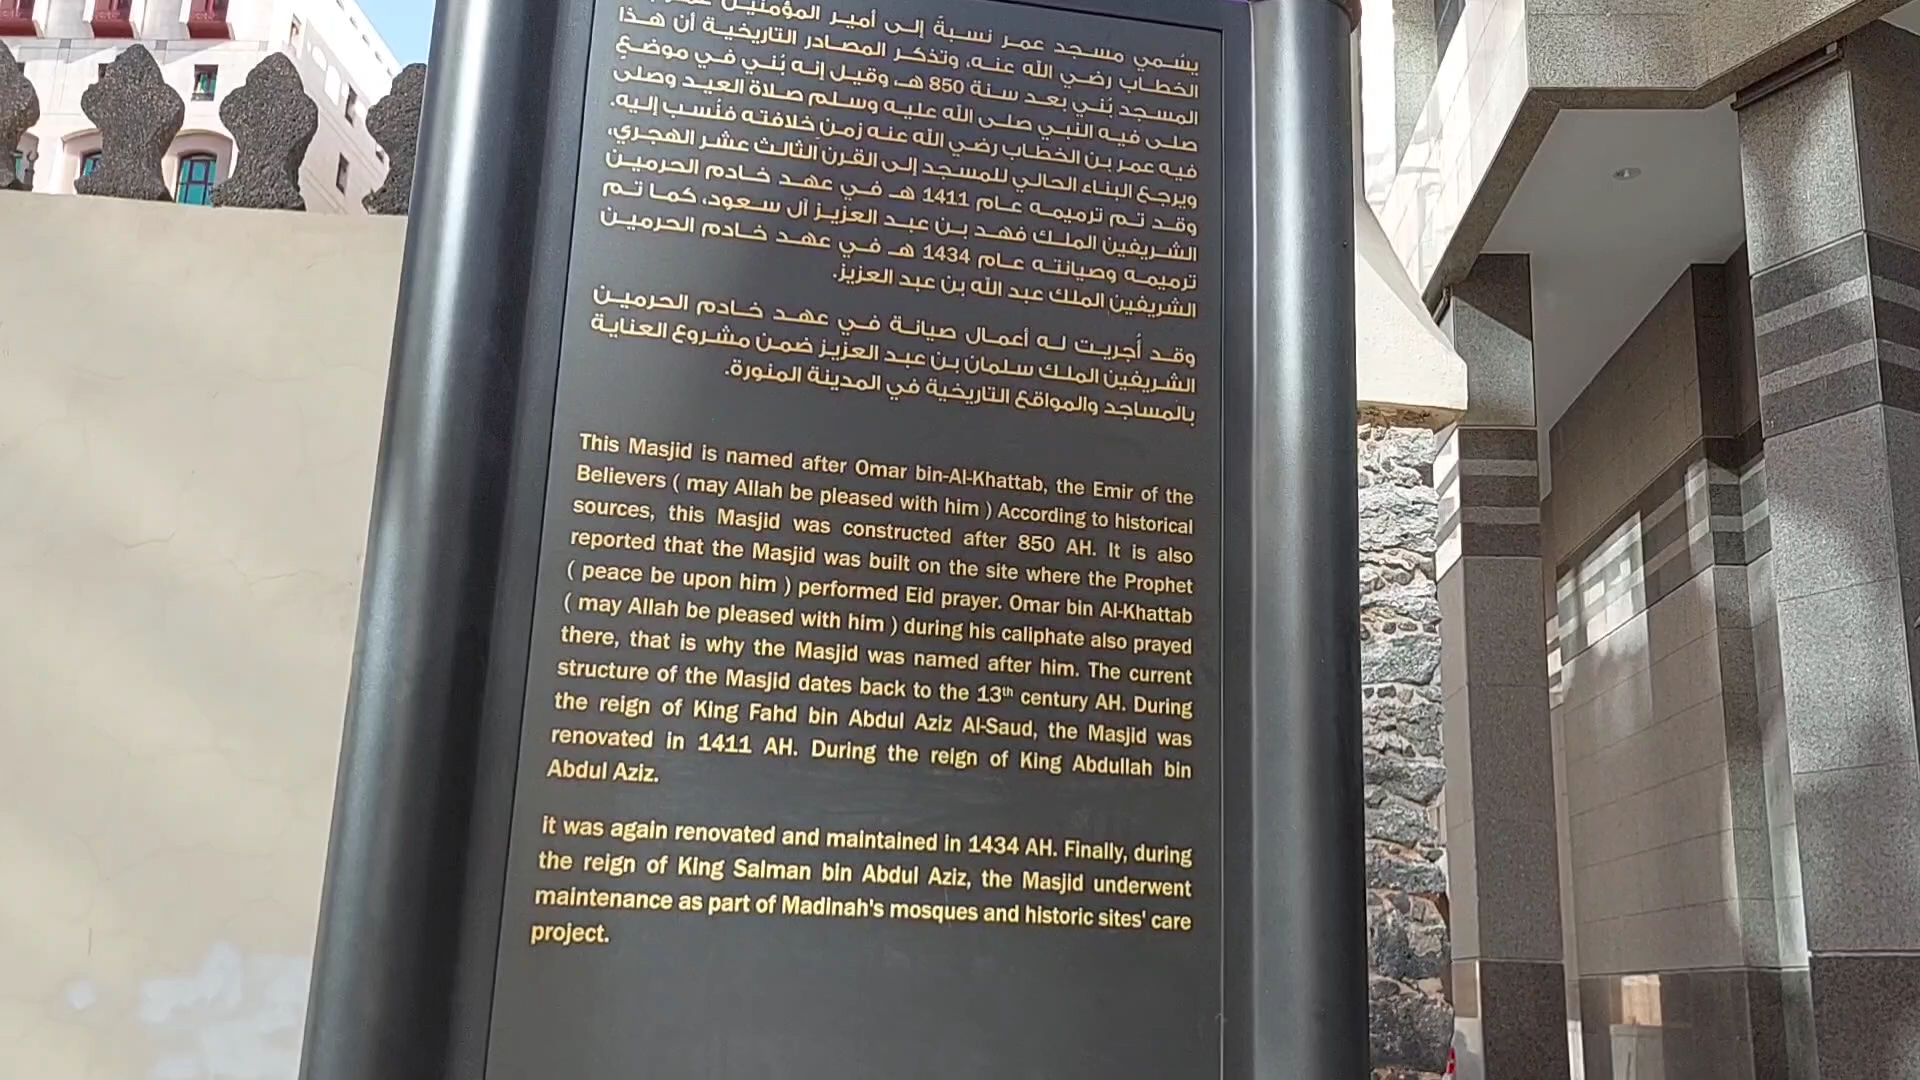 يسمي مسجد عمر نسبةً إلى أمير المؤمنين
الخطاب رضي الله عنه، وتذكر المصادر التاريخية أن هذا
المسجد بُني بعد سنة 850 هـ، وقيل إنه بُني في موضع
صلى فيه النبي صلى الله عليه وسلم صلاة العيد وصلى
فيه عمر بن الخطاب رضي الله عنه زمن خلافته فنُسب إليه.
ويرجع البناء الحالي للمسجد إلى القرن الثالث عشر الهجري،
وقد تم ترميمه عام 1411 هـ في عهد خادم الحرمين
الشريفين الملك فهد بن عبد العزيز آل سعود، كما تم
ترميمه وصيانته عام 1434 هـ في عهد خادم الحرمين
الشريفين الملك عبد الله بن عبد العزيز.
وقد أُجريت له أعمال صيانة في عهد خادم الحرمين
الشريفين الملك سلمان بن عبد العزيز ضمن مشروع العناية
بالمساجد والمواقع التاريخية في المدينة المنورة.
This Masjid is named after Omar bin-Al-Khattab, the Emir of the
Believers ( may Allah be pleased with him ) According to historical
sources, this Masjid was constructed after 850 AH. It is also
reported that the Masjid was built on the site where the Prophet
( peace be upon him ) performed Eid prayer. Omar bin Al-Khattab
( may Allah be pleased with him ) during his caliphate also prayed
there, that is why the Masjid was named after him. The current
structure of the Masjid dates back to the 13th century AH. During
the reign of King Fahd bin Abdul Aziz Al-Saud, the Masjid was
renovated in 1411 AH. During the reign of King Abdullah bin
Abdul Aziz.
it was again renovated and maintained in 1434 AH. Finally, during
the reign of King Salman bin Abdul Aziz, the Masjid underwent
maintenance as part of Madinah's mosques and historic sites' care
project.